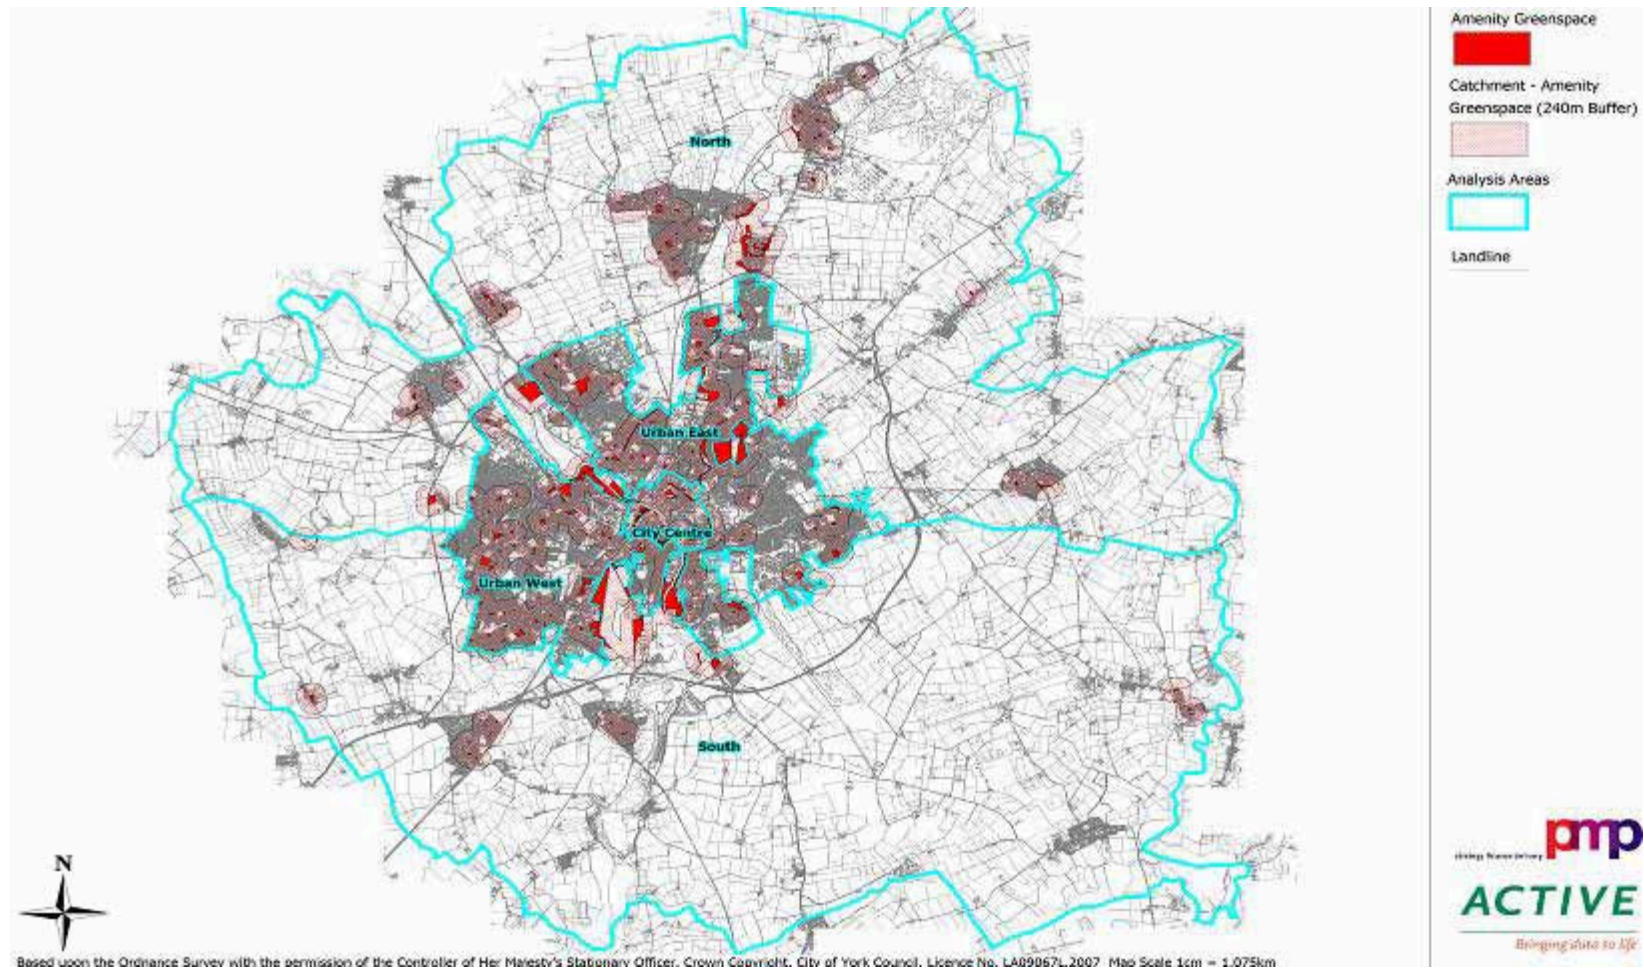 Amenity Greenspace
Catchment - Amenity
Greenspace (240m Buffer)
Analysis Areas
Landline
North
Urban East
City Centre
Urban West
South
N
pmp
ACTIVE
Bringing data to life
Based upon the Ordnance Survey with the permission of the Controller of Her Majesty's Stationary Officer, Crown Copyright, City of York Council, Licence No. LA09067L,2007 Map Scale 1cm = 1.075km